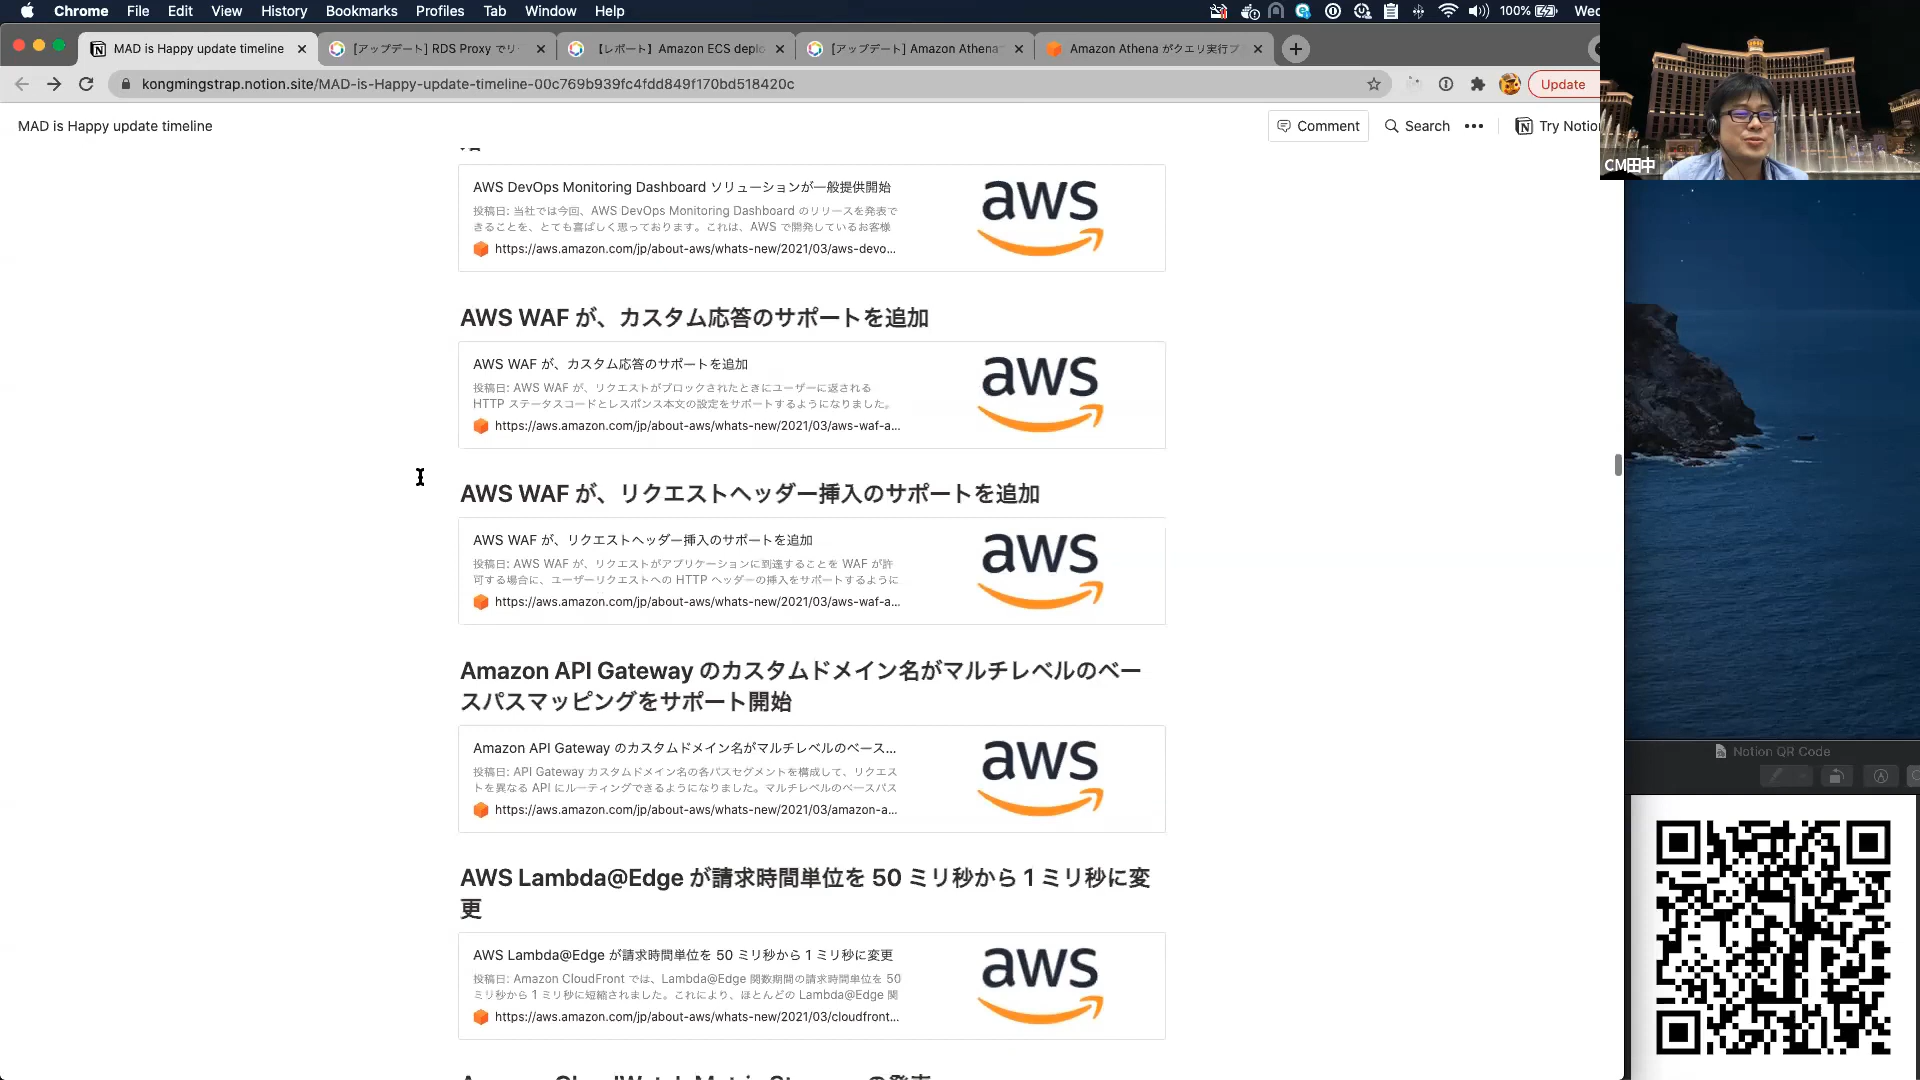 Chrome File Edit View History Bookmarks Profiles Tab Window Help 100% Wed
MAD is Happy update timeline
[アップデート] RDS Proxy でリ
【レポート】Amazon ECS deplo
[アップデート] Amazon Athena
Amazon Athena がクエリ実行プ
kongmingstrap.notion.site/MAD-is-Happy-update-timeline-00c769b939fc4fdd849f170bd518420c
Update
MAD is Happy update timeline
Comment Search ••• Try Notion
CM田中
AWS DevOps Monitoring Dashboard ソリューションが一般提供開始
投稿日: 当社では今回、AWS DevOps Monitoring Dashboard のリリースを発表で
きることを、とても喜ばしく思っております。これは、AWS で開発しているお客様
https://aws.amazon.com/jp/about-aws/whats-new/2021/03/aws-devo...
aws
AWS WAF が、カスタム応答のサポートを追加
AWS WAF が、カスタム応答のサポートを追加
投稿日: AWS WAF が、リクエストがブロックされたときにユーザーに返される
HTTP ステータスコードとレスポンス本文の設定をサポートするようになりました。
https://aws.amazon.com/jp/about-aws/whats-new/2021/03/aws-waf-a...
aws
AWS WAF が、リクエストヘッダー挿入のサポートを追加
AWS WAF が、リクエストヘッダー挿入のサポートを追加
投稿日: AWS WAF が、リクエストがアプリケーションに到達することを WAF が許
可する場合に、ユーザーリクエストへの HTTP ヘッダーの挿入をサポートするように
https://aws.amazon.com/jp/about-aws/whats-new/2021/03/aws-waf-a...
aws
Amazon API Gateway のカスタムドメイン名がマルチレベルのベー
スパスマッピングをサポート開始
Amazon API Gateway のカスタムドメイン名がマルチレベルのベース...
投稿日: API Gateway カスタムドメイン名の各パスセグメントを構成して、リクエス
トを異なる API にルーティングできるようになりました。マルチレベルのベースパス
https://aws.amazon.com/jp/about-aws/whats-new/2021/03/amazon-a...
aws
AWS Lambda@Edge が請求時間単位を 50 ミリ秒から 1 ミリ秒に変
更
AWS Lambda@Edge が請求時間単位を 50 ミリ秒から 1 ミリ秒に変更
投稿日: Amazon CloudFront では、Lambda@Edge 関数期間の請求時間単位を 50
ミリ秒から 1 ミリ秒に短縮されました。これにより、ほとんどの Lambda@Edge 関
https://aws.amazon.com/jp/about-aws/whats-new/2021/03/cloudfront...
aws
Amazon CloudWatch Metric Streams の発表
Notion QR Code